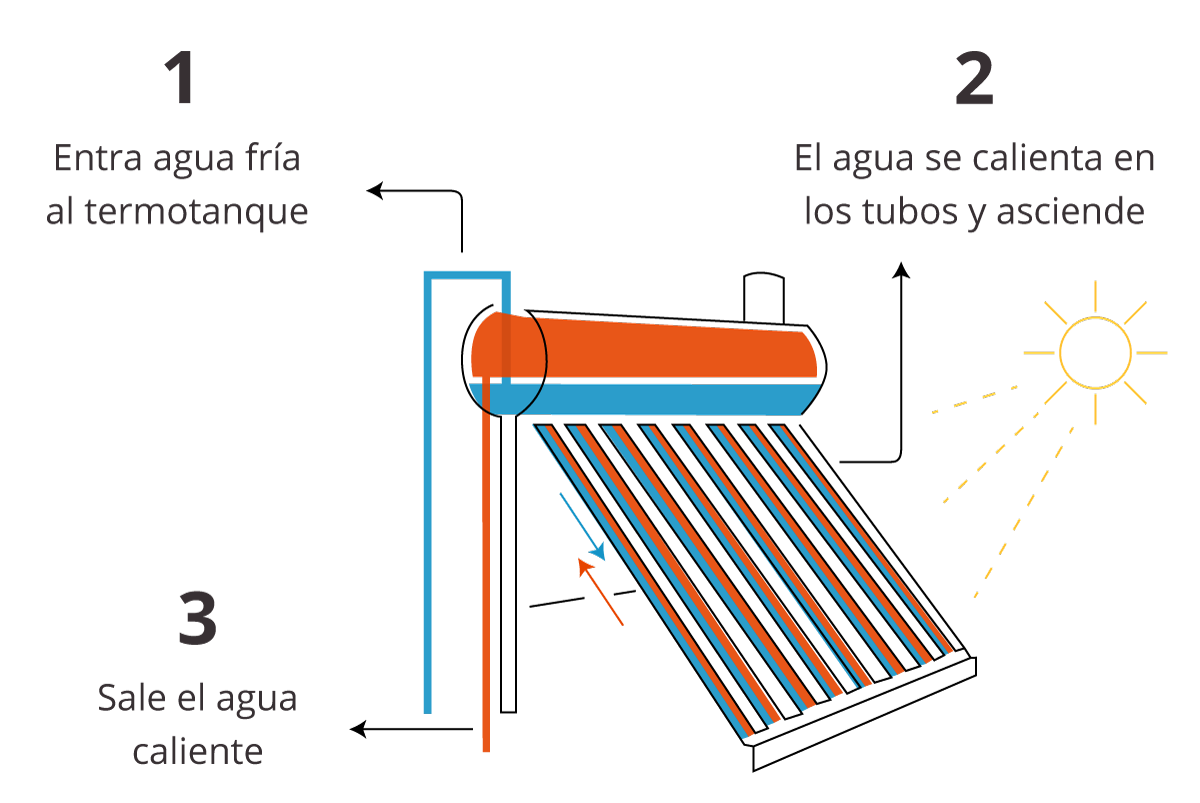 1
Entra agua fría
al termotanque
2
El agua se calienta en
los tubos y asciende
3
Sale el agua
caliente